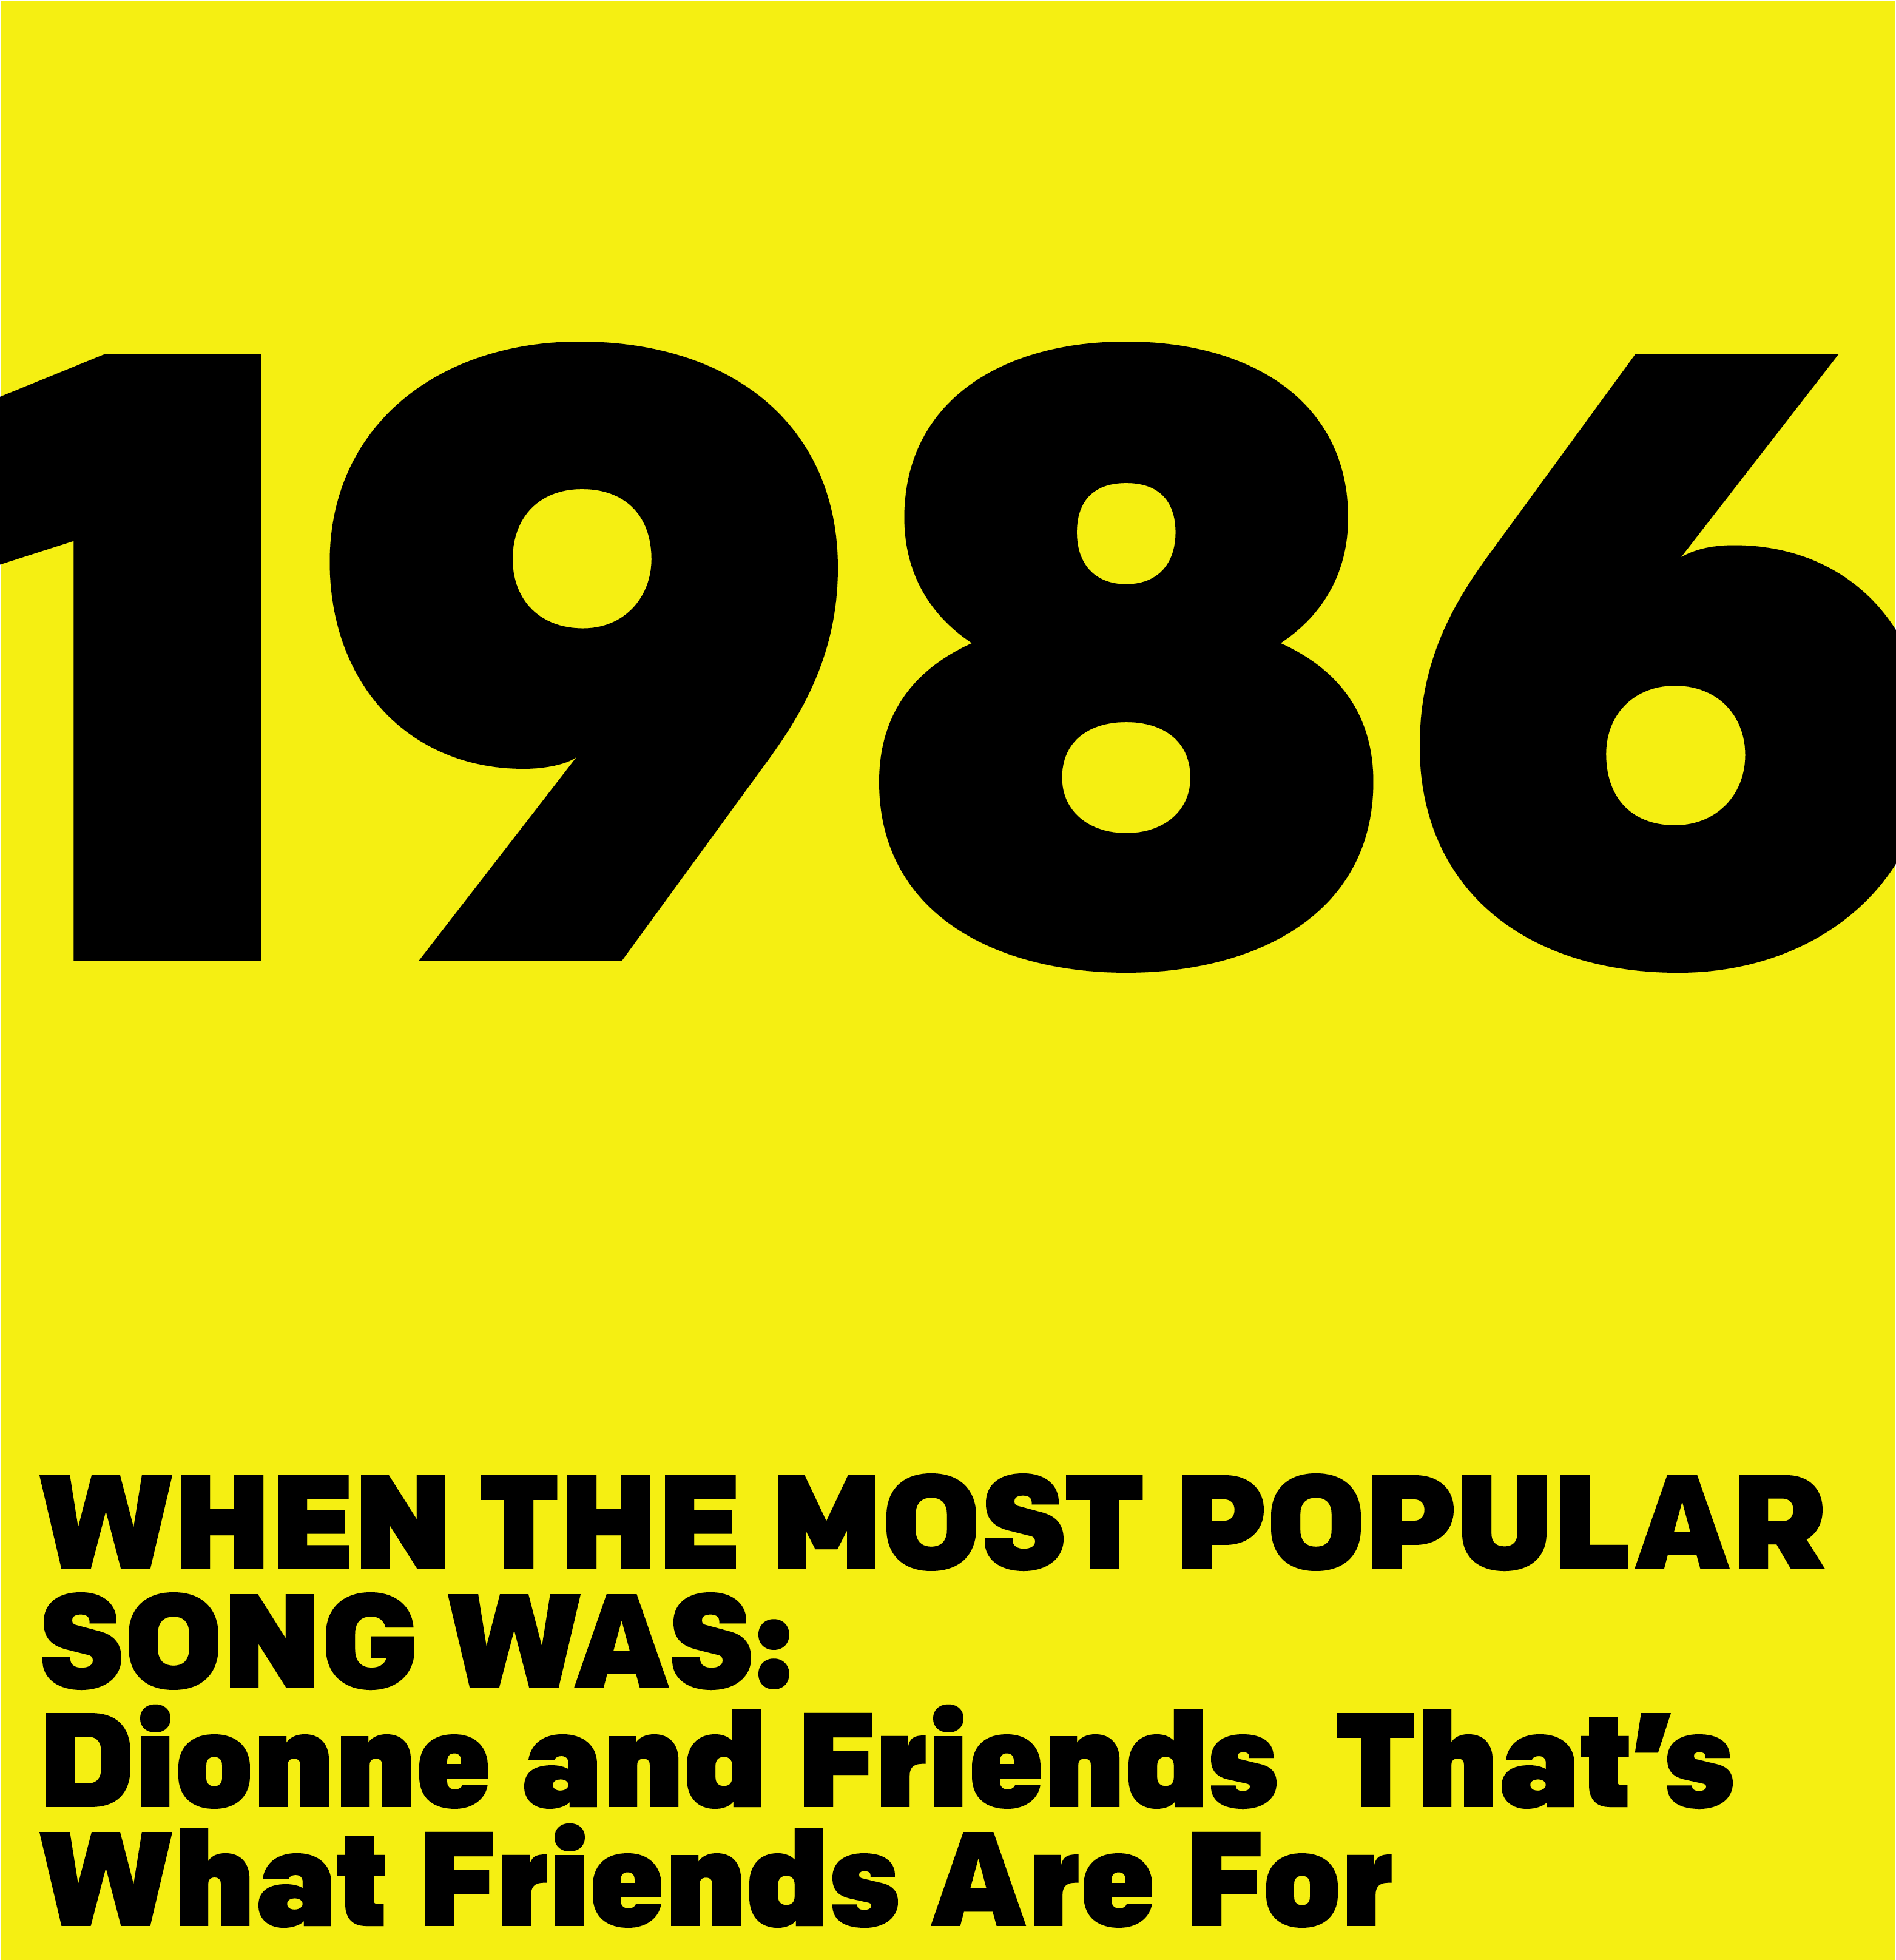 1986
WHEN THE MOST POPULAR
SONG WAS:
Dionne and Friends  That’s
What Friends Are For